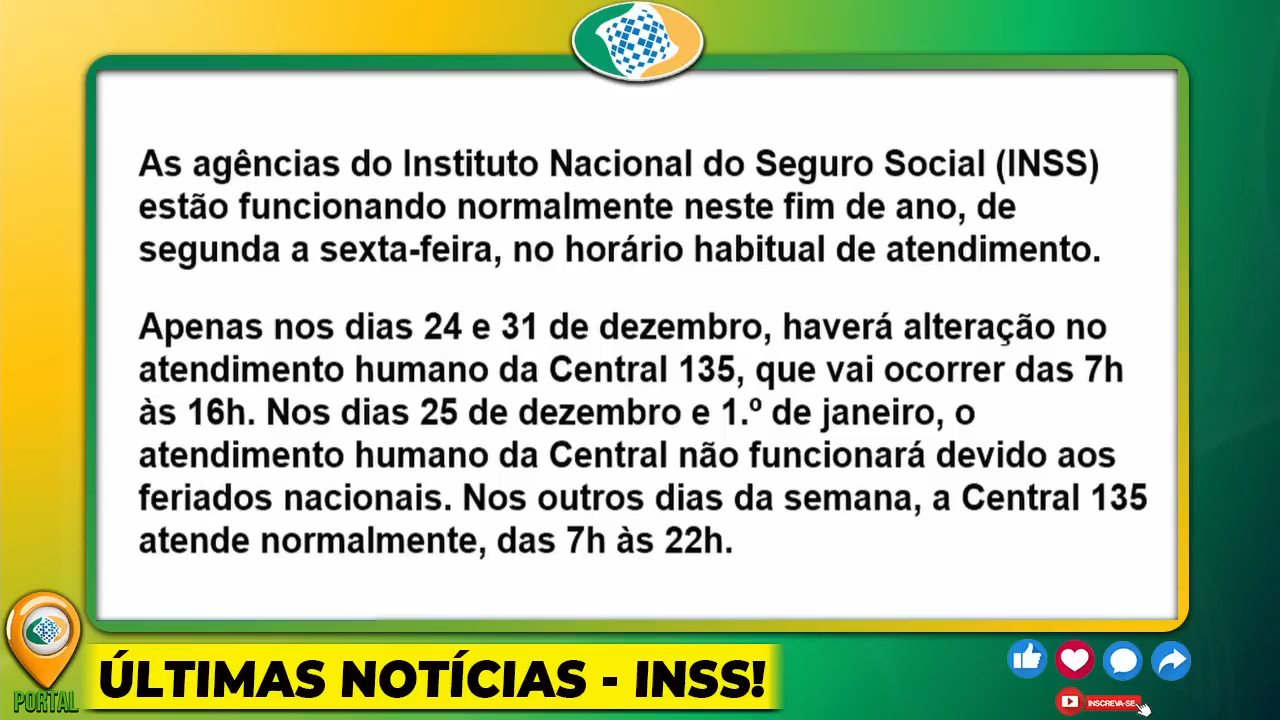 As agências do Instituto Nacional do Seguro Social (INSS)
estão funcionando normalmente neste fim de ano, de
segunda a sexta-feira, no horário habitual de atendimento.
Apenas nos dias 24 e 31 de dezembro, haverá alteração no
atendimento humano da Central 135, que vai ocorrer das 7h
às 16h. Nos dias 25 de dezembro e 1.º de janeiro, o
atendimento humano da Central não funcionará devido aos
feriados nacionais. Nos outros dias da semana, a Central 135
atende normalmente, das 7h às 22h.
PORTAL
ÚLTIMAS NOTÍCIAS - INSS!
INSCREVA-SE